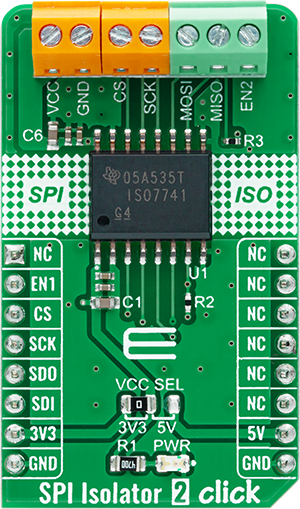 VCC
GND
CS
SCK
MOSI
MISO
EN2
C6
R3
SPI
05A535T
ISO7741
G4
ISO
U1
NC
EN1
CS
SCK
SDO
SDI
3V3
GND
C1
R2
NC
NC
NC
NC
NC
NC
5V
GND
VCC SEL
0
3V3 5V
R1 PWR
SPI Isolator 2 click